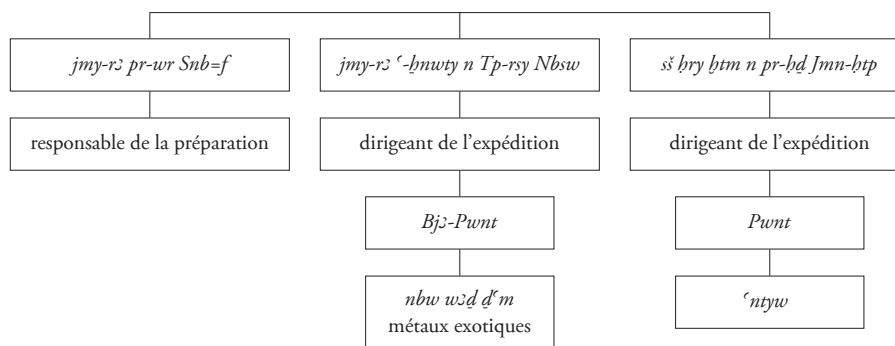 jmy-rꜣ pr-wr Snb=f
jmy-rꜣ ꜥ-ẖnwty n Tp-rsy Nbsw
sš ḥry ḫtm n pr-ḥḏ Jmn-ḥtp
responsable de la préparation
dirigeant de l’expédition
dirigeant de l’expédition
Bjꜣ-Pwnt
Pwnt
nbw wꜣḏ ḏꜥm
métaux exotiques
ꜥntyw